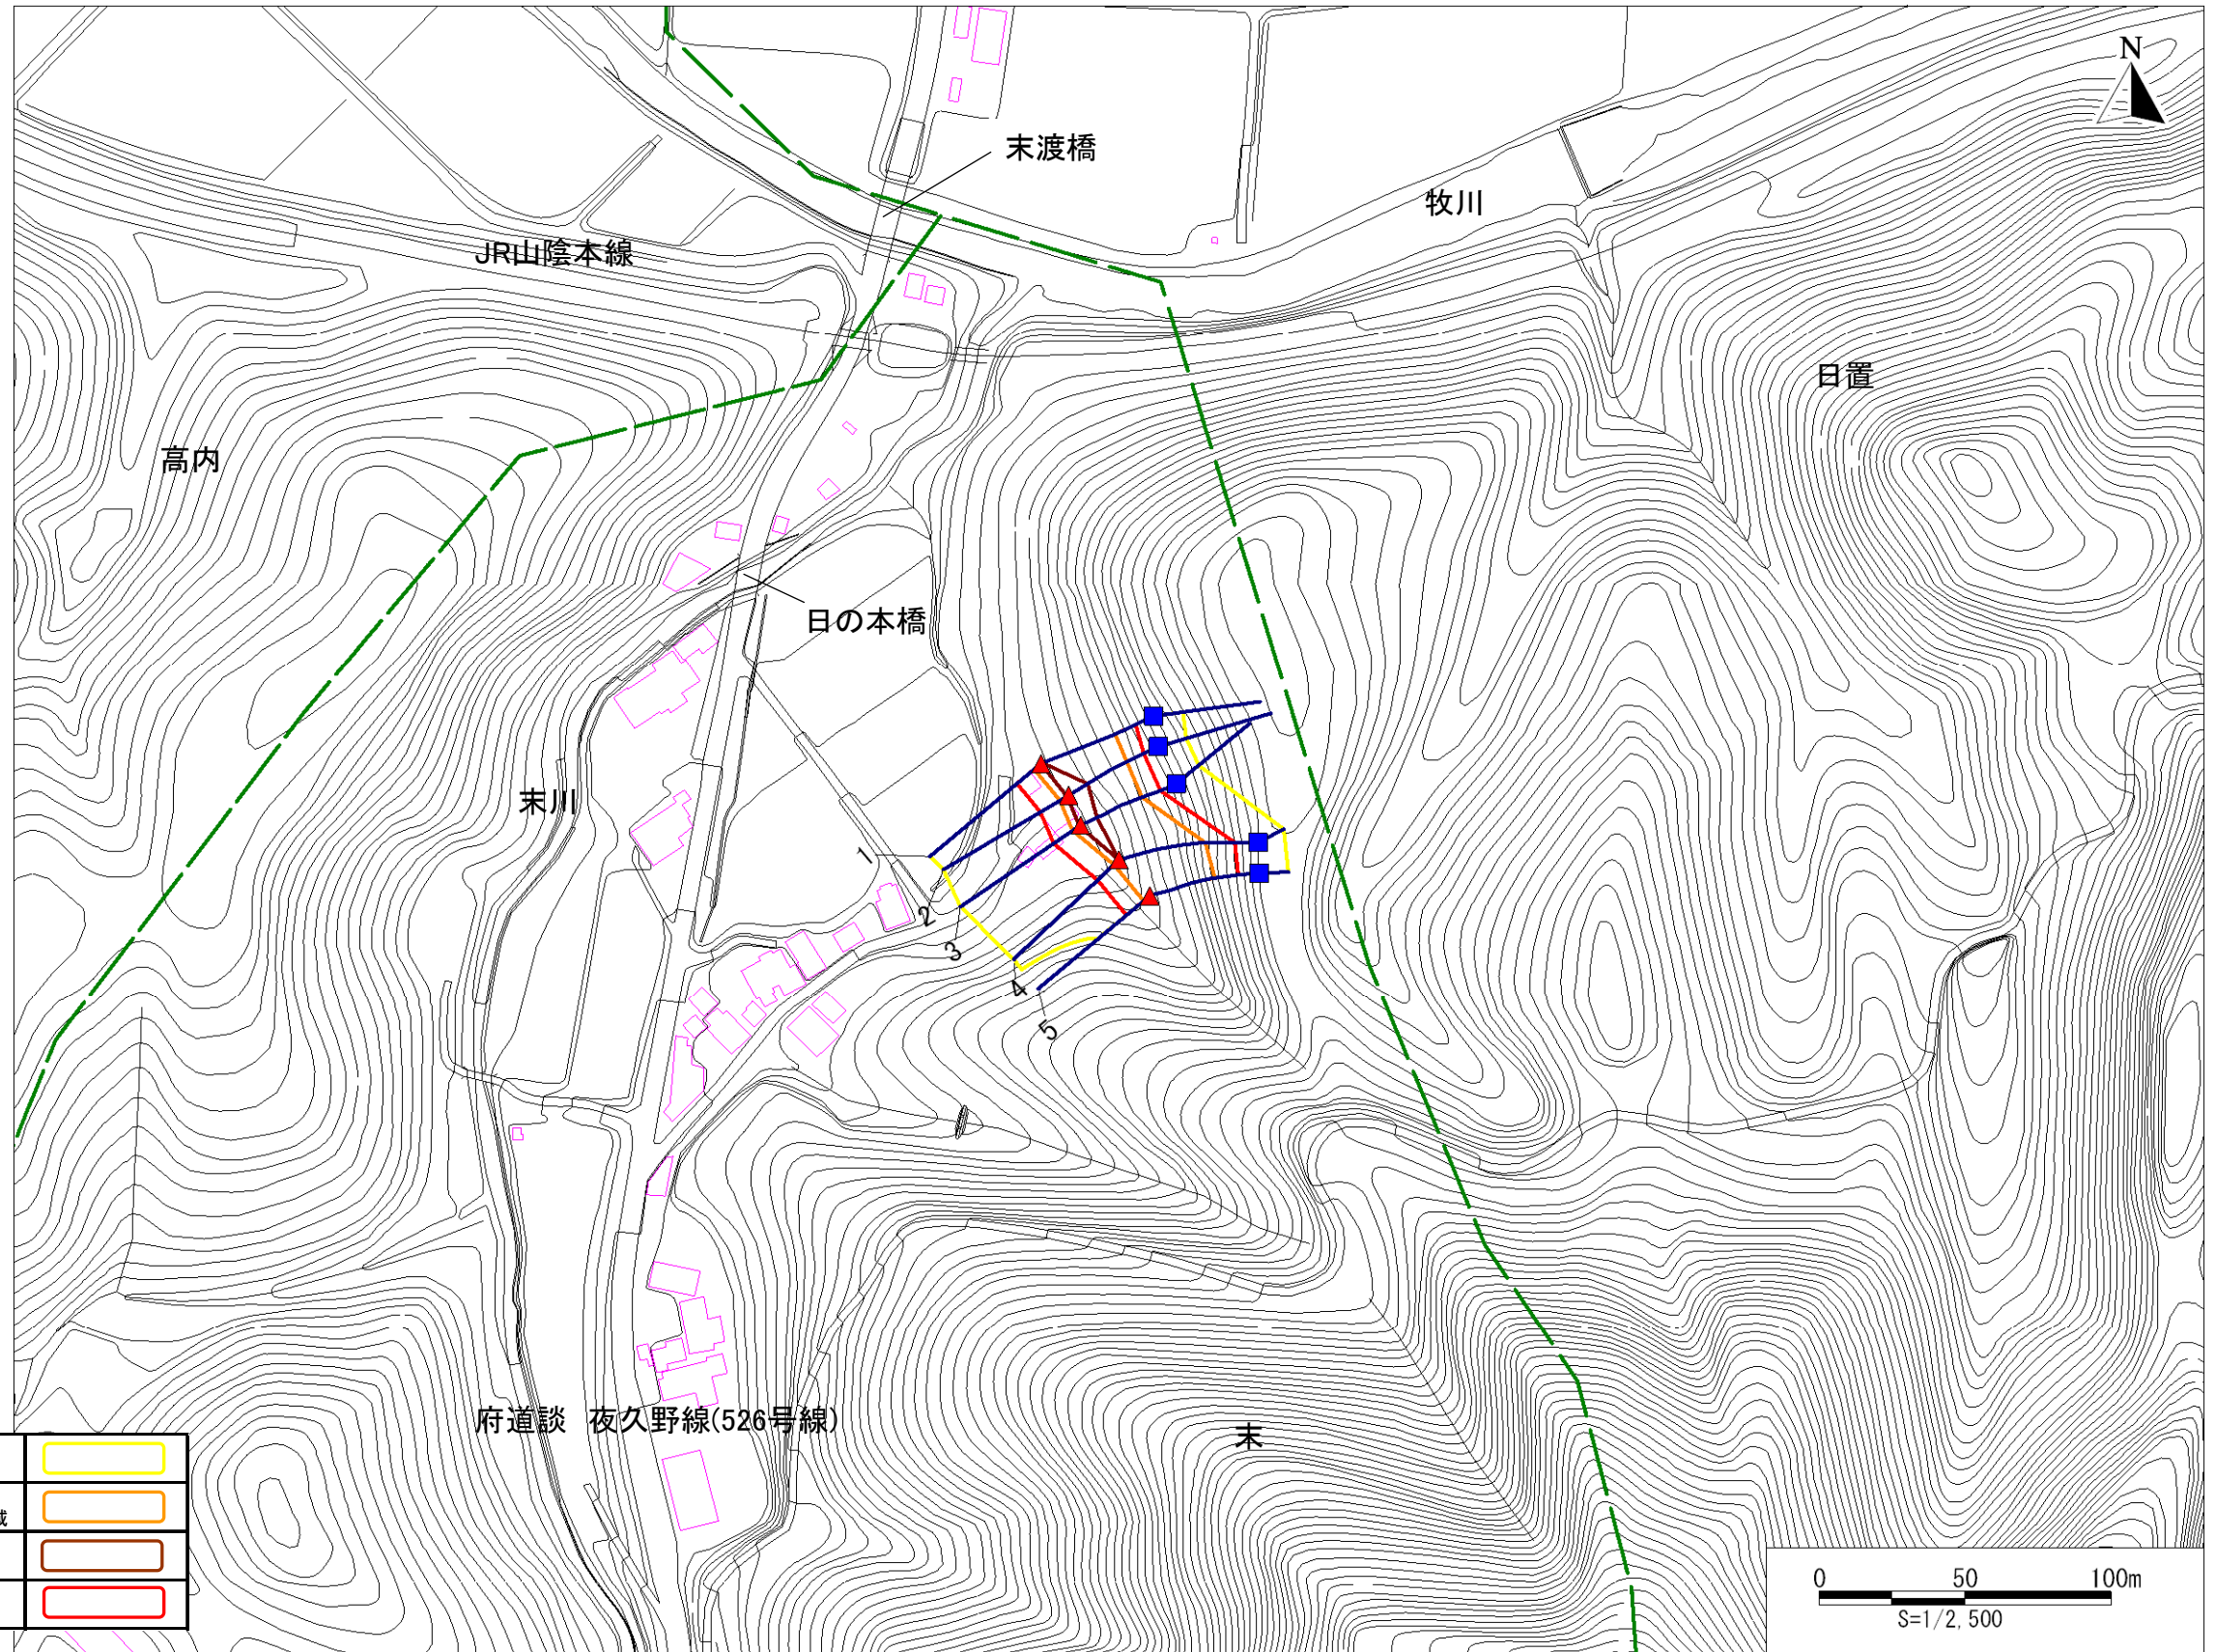 N
末渡橋
牧川
JR山陰本線
日置
高内
日の本橋
末川
1
2
3
4
5
府道談 夜久野線(526号線)
末
域
0 50 100m
S=1/2,500